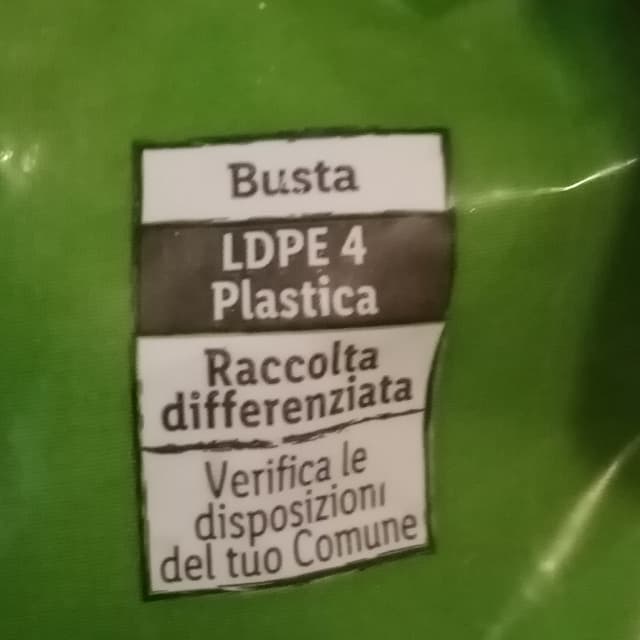 Busta
LDPE 4
Plastica
Raccolta
differenziata
Verifica le
disposizioni
del tuo Comune